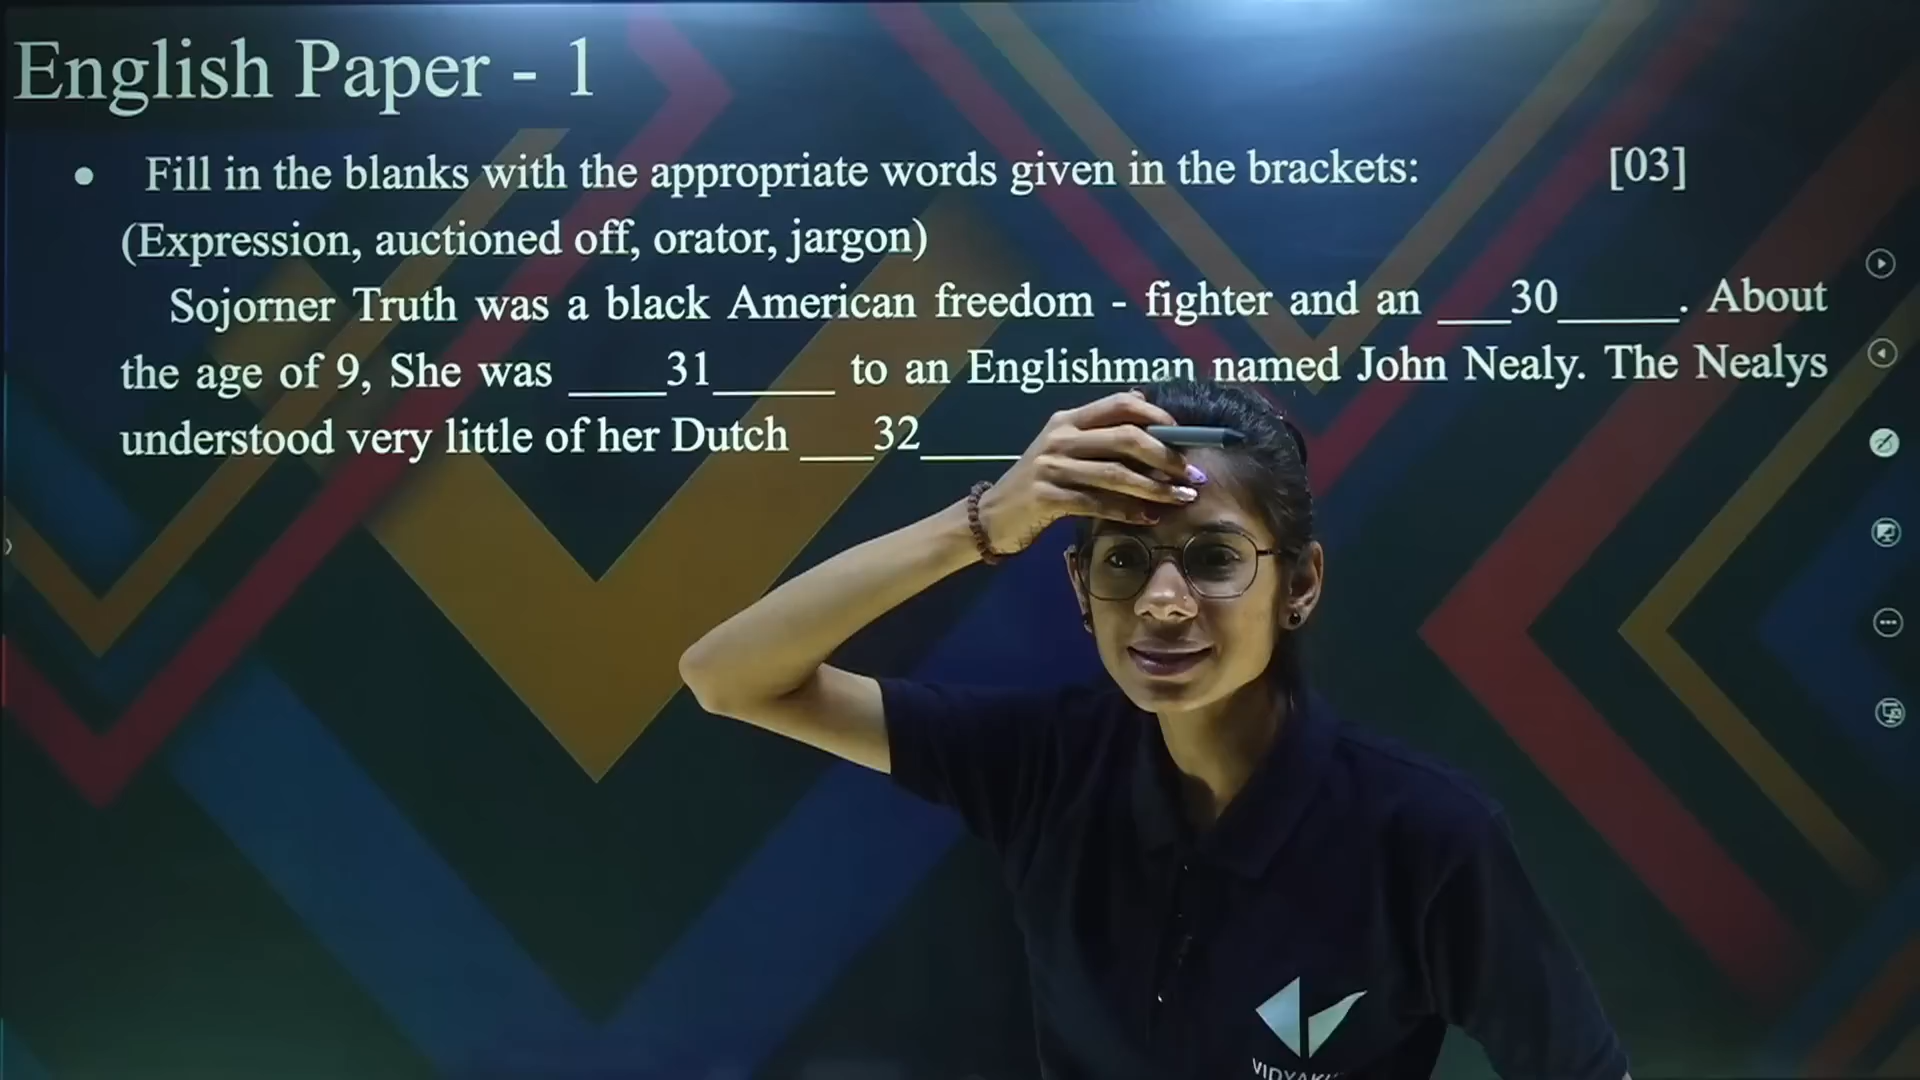 English Paper - 1
• Fill in the blanks with the appropriate words given in the brackets: [03]
(Expression, auctioned off, orator, jargon)
Sojorner Truth was a black American freedom - fighter and an ___30_____. About
the age of 9, She was ____31_____ to an Englishman named John Nealy. The Nealys
understood very little of her Dutch ___32____